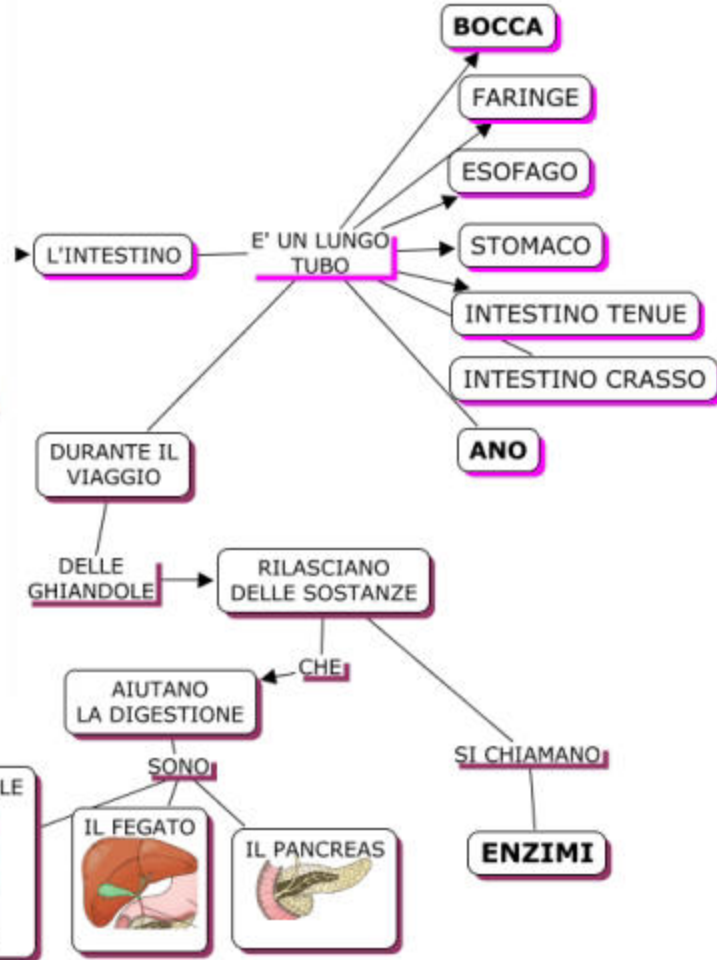 BOCCA
FARINGE
ESOFAGO
L'INTESTINO
E' UN LUNGO
TUBO
STOMACO
INTESTINO TENUE
INTESTINO CRASSO
ANO
DURANTE IL
VIAGGIO
DELLE
GHIANDOLE
RILASCIANO
DELLE SOSTANZE
CHE
AIUTANO
LA DIGESTIONE
SI CHIAMANO
SONO
LE
IL FEGATO
IL PANCREAS
ENZIMI